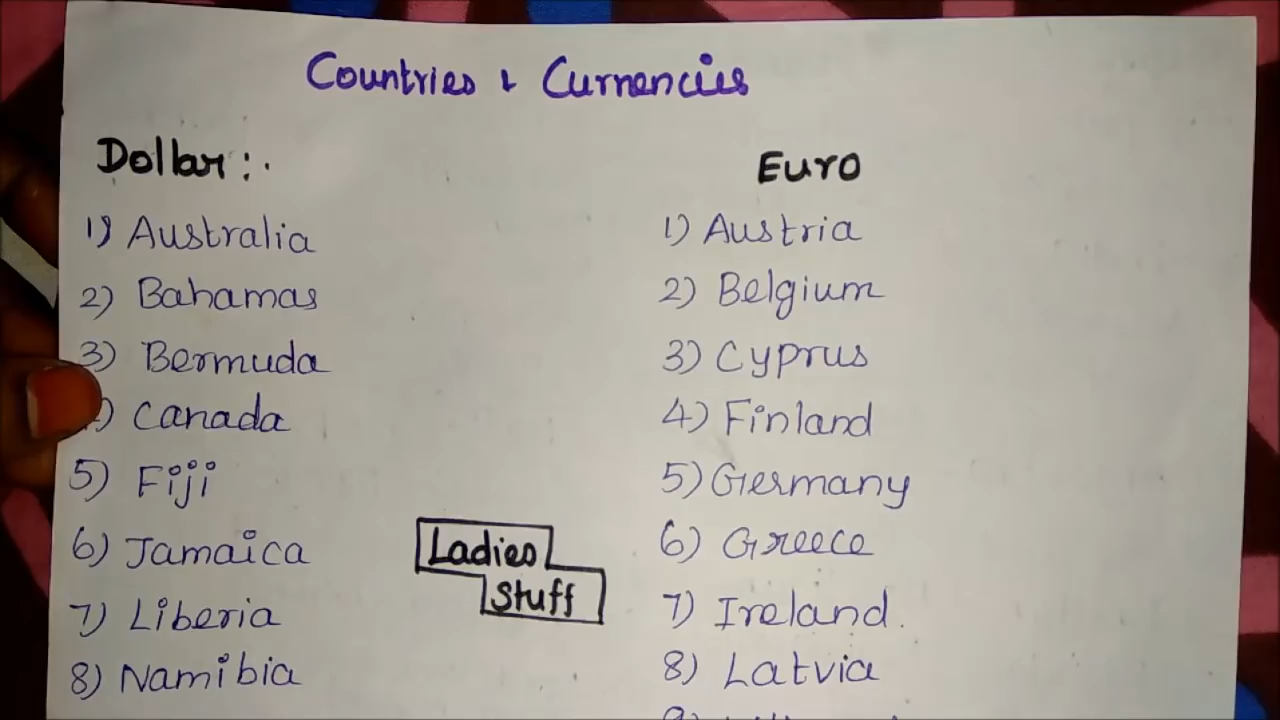 Countries & Currencies
Dollar :.
1) Australia
2) Bahamas
3) Bermuda
) Canada
5) Fiji
6) Jamaica
7) Liberia
8) Namibia
Ladies
Stuff
Euro
1) Austria
2) Belgium
3) Cyprus
4) Finland
5) Germany
6) Greece
7) Ireland.
8) Latvia
9)